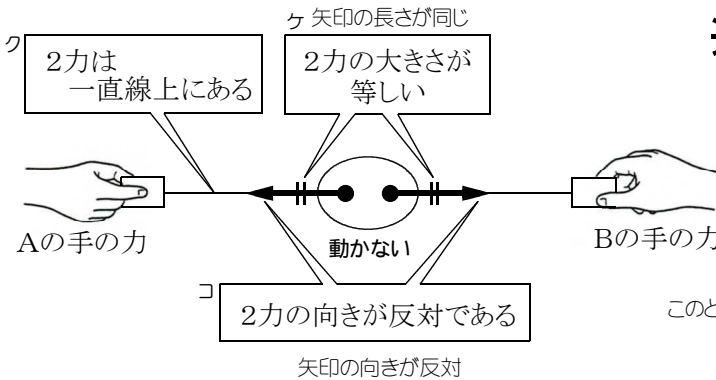 ケ 矢印の長さが同じ
ク
2力は
一直線上にある
2力の大きさが
等しい
Aの手の力
動かない
Bの手の力
コ
2力の向きが反対である
このと
矢印の向きが反対